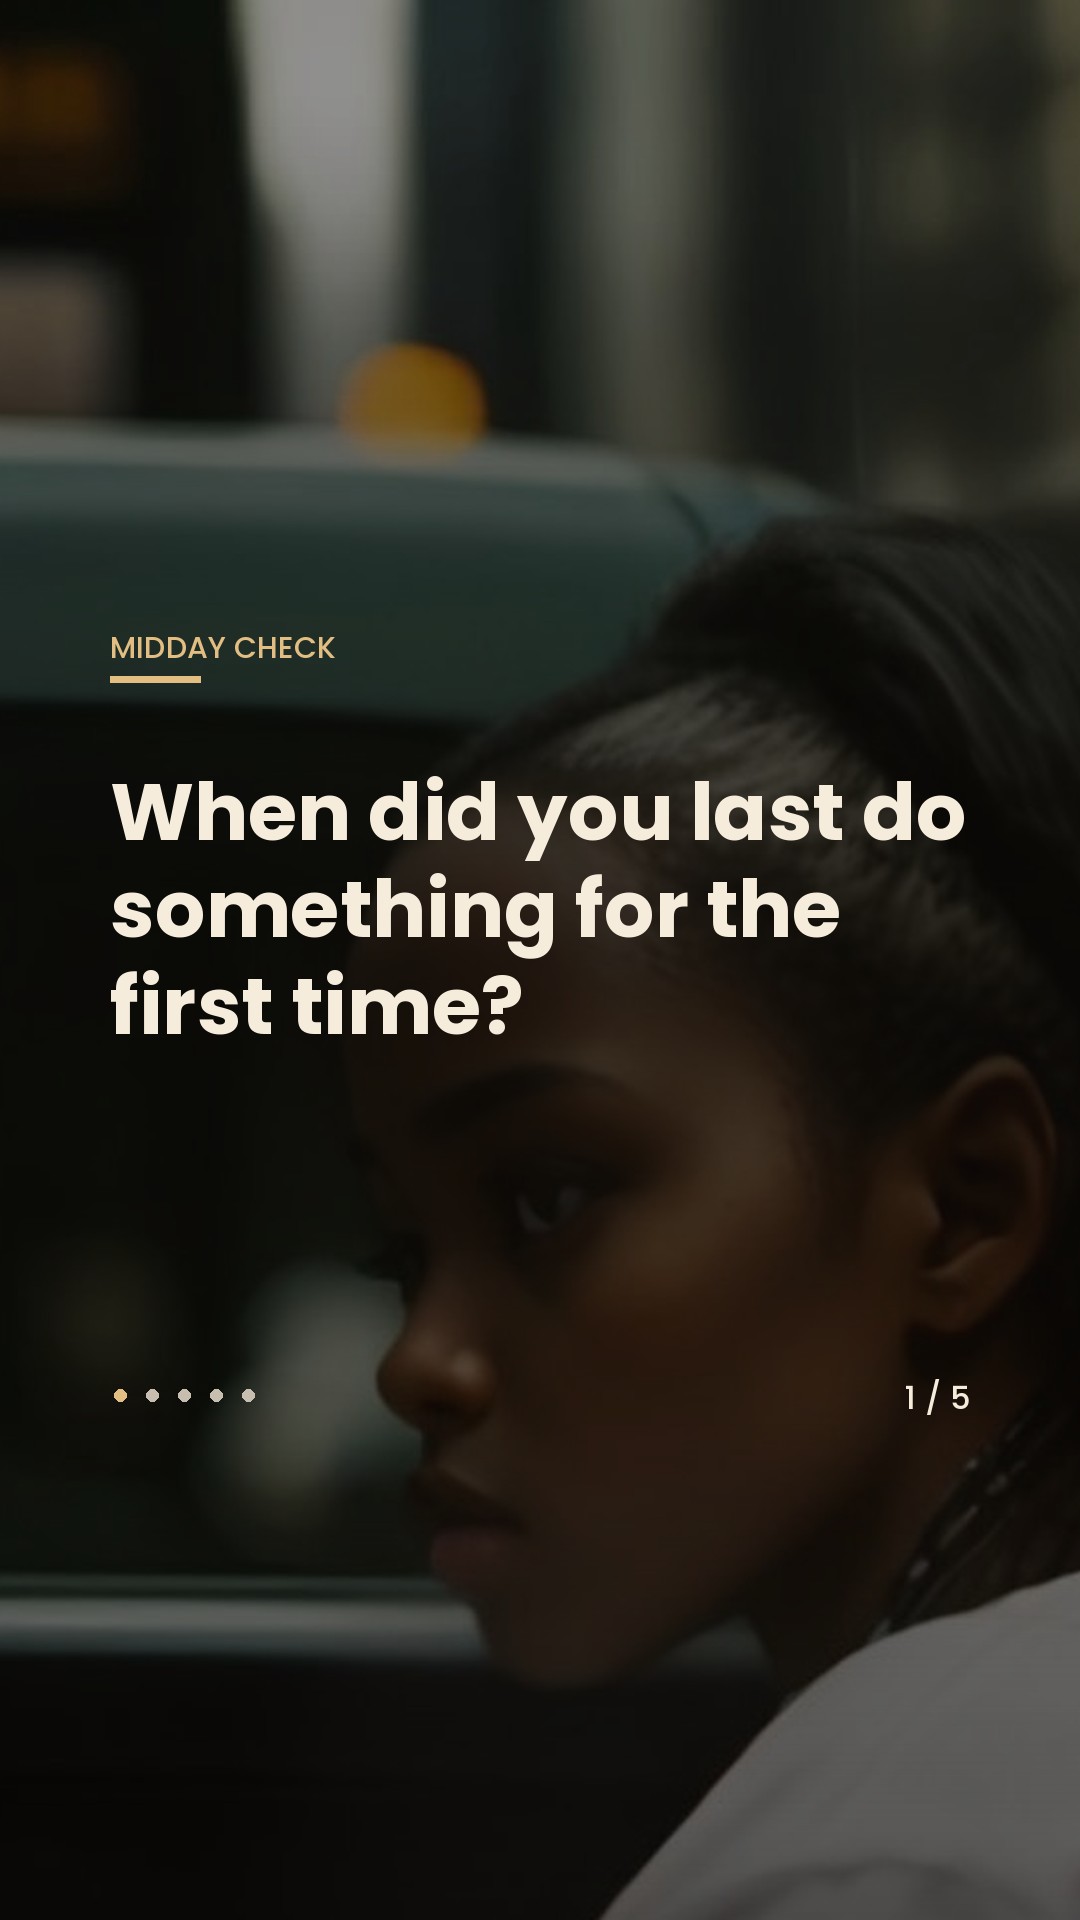 MIDDAY CHECK
When did you last do
something for the
first time?
1 / 5